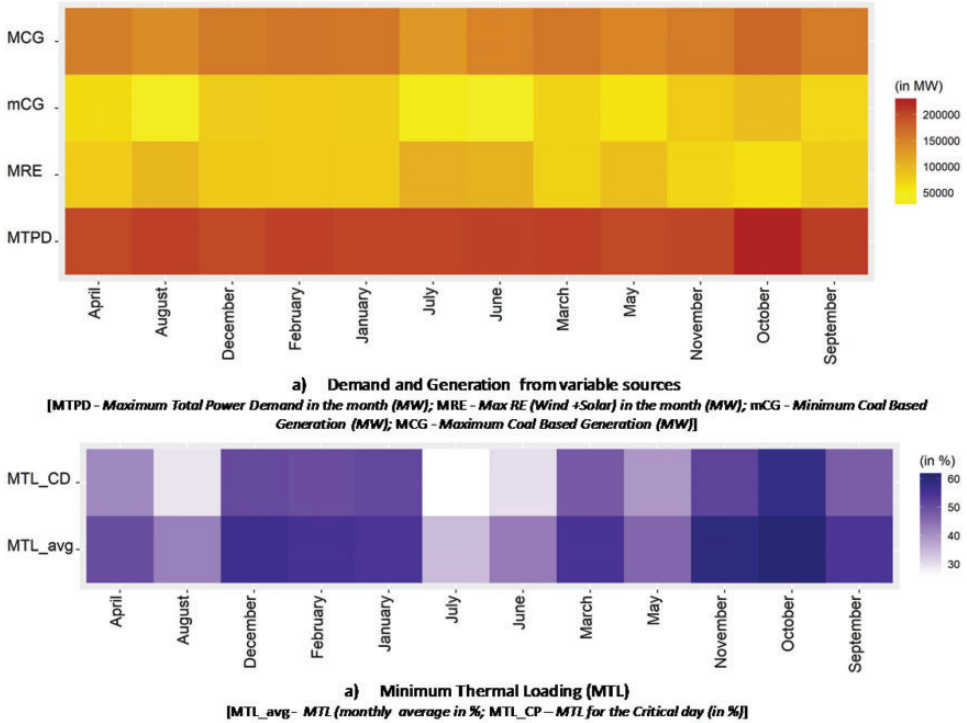 MCG
mCG
MRE
MTPD
(in MW)
200000
150000
100000
50000
April
August
December
February
January
July
June
March
May
November
October
September
a) Demand and Generation from variable sources
[MTPD - Maximum Total Power Demand in the month (MW); MRE - Max RE (Wind +Solar) in the month (MW); mCG - Minimum Coal Based
Generation (MW); MCG - Maximum Coal Based Generation (MW)]
MTL_CD
MTL_avg
(in %)
60
50
40
30
April
August
December
February
January
July
June
March
May
November
October
September
a) Minimum Thermal Loading (MTL)
[MTL_avg - MTL (monthly average in %; MTL_CP – MTL for the Critical day (in %)]